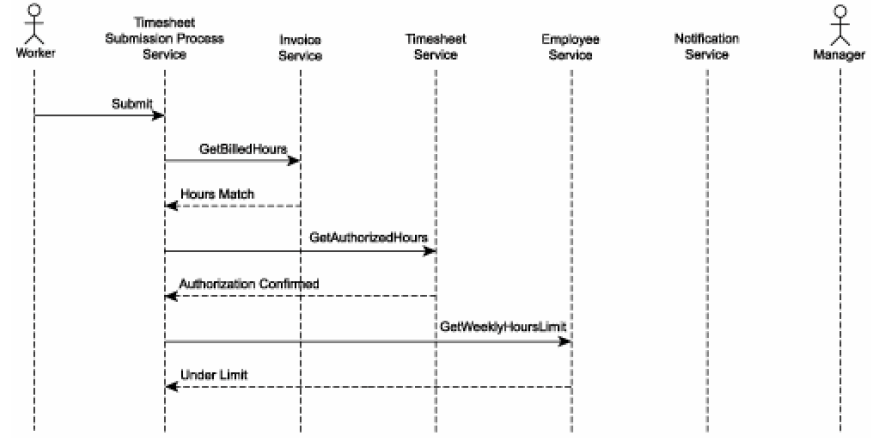 Worker
Timesheet
Submission Process
Service
Invoice
Service
Timesheet
Service
Employee
Service
Notification
Service
Manager
Submit
GetBilledHours
Hours Match
GetAuthorizedHours
Authorization Confirmed
GetWeeklyHoursLimit
Under Limit